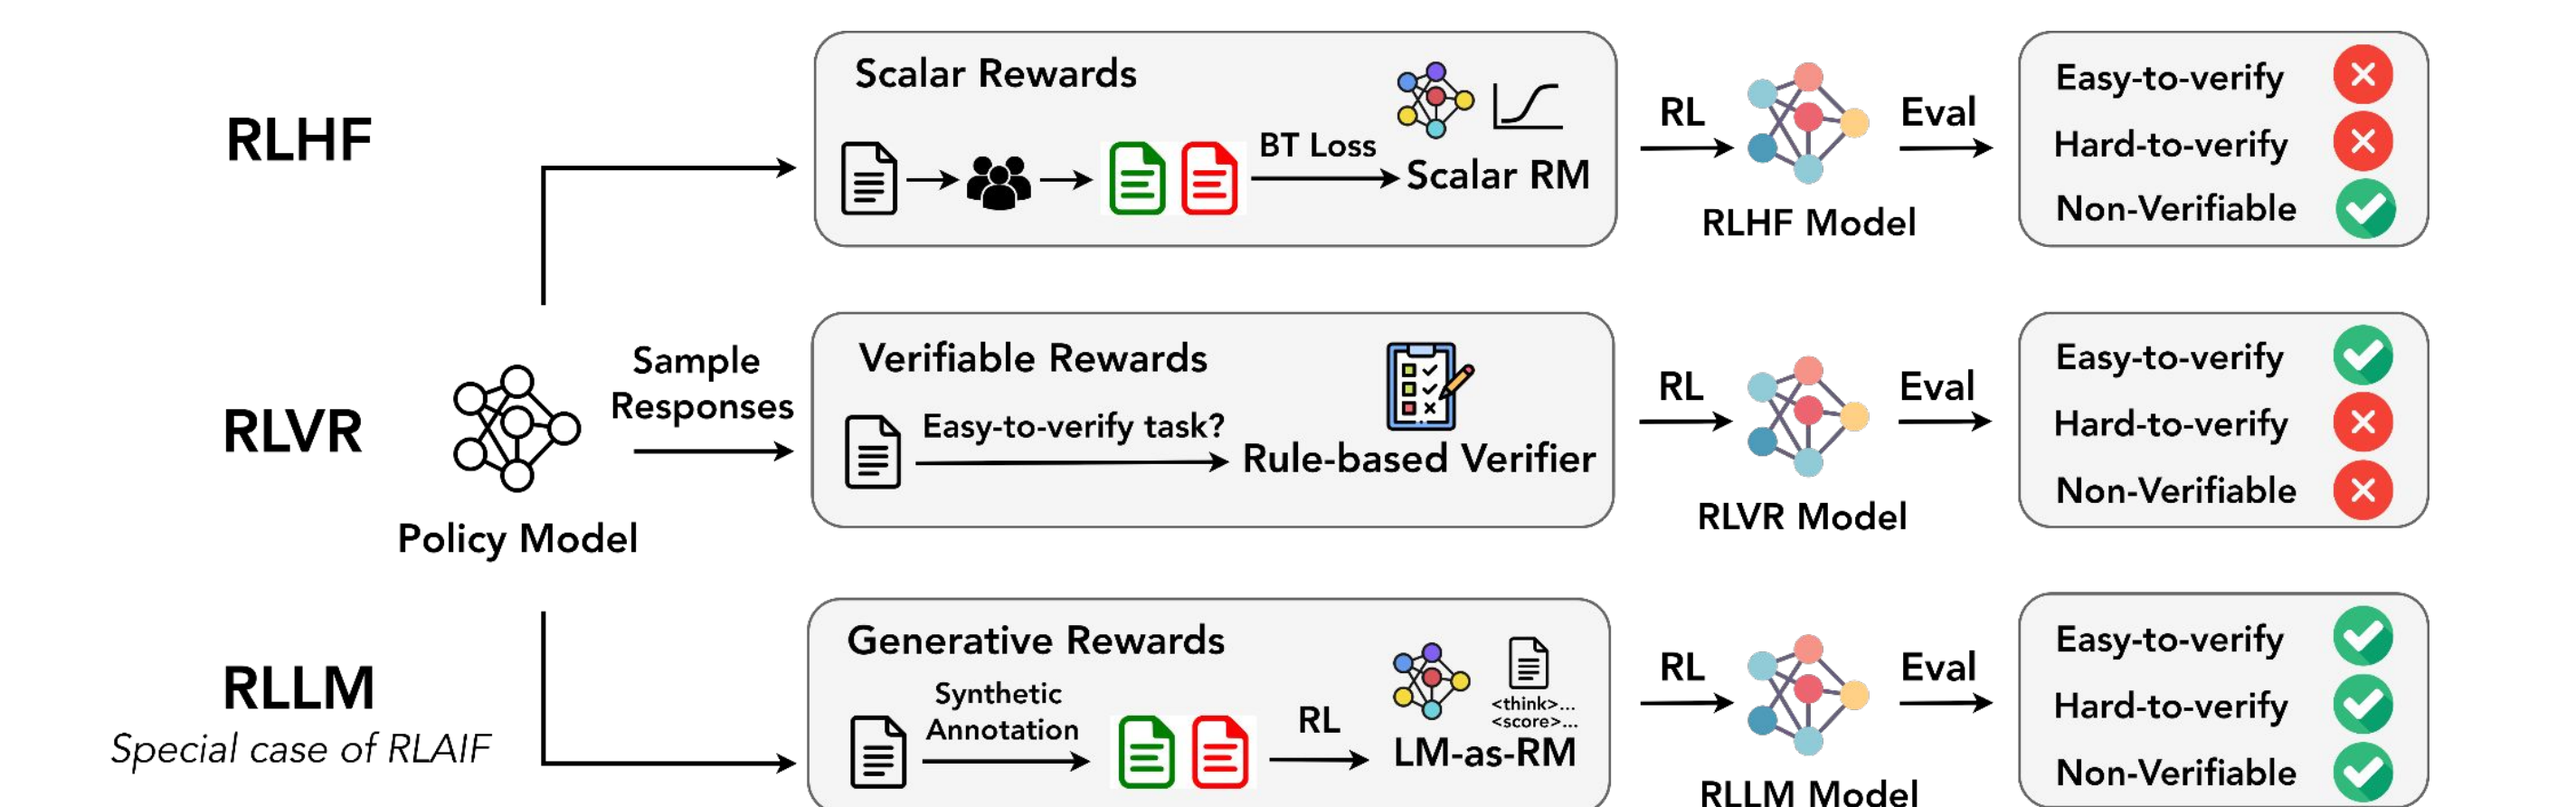 RLHF
Scalar Rewards
BT Loss
Scalar RM
RL
RLHF Model
Eval
Easy-to-verify
Hard-to-verify
Non-Verifiable
RLVR
Policy Model
Sample
Responses
Verifiable Rewards
Easy-to-verify task?
Rule-based Verifier
RL
RLVR Model
Eval
Easy-to-verify
Hard-to-verify
Non-Verifiable
RLLM
Special case of RLAIF
Generative Rewards
Synthetic
Annotation
RL
<think>...
<score>...
LM-as-RM
RL
RLLM Model
Eval
Easy-to-verify
Hard-to-verify
Non-Verifiable